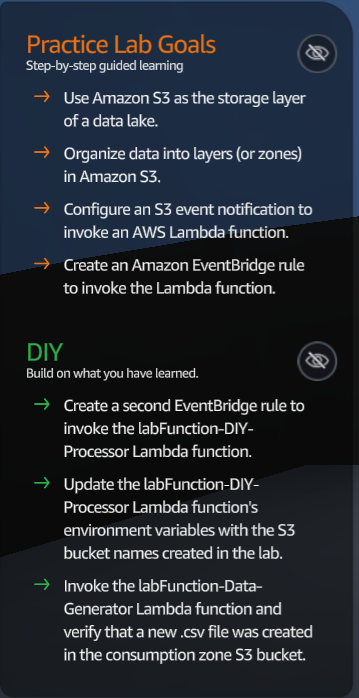 Practice Lab Goals
Step-by-step guided learning
→ Use Amazon S3 as the storage layer
of a data lake.
→ Organize data into layers (or zones)
in Amazon S3.
→ Configure an S3 event notification to
invoke an AWS Lambda function.
→ Create an Amazon EventBridge rule
to invoke the Lambda function.
DIY
Build on what you have learned.
→ Create a second EventBridge rule to
invoke the labFunction-DIY-
Processor Lambda function.
→ Update the labFunction-DIY-
Processor Lambda function's
environment variables with the S3
bucket names created in the lab.
→ Invoke the labFunction-Data-
Generator Lambda function and
verify that a new .csv file was created
in the consumption zone S3 bucket.